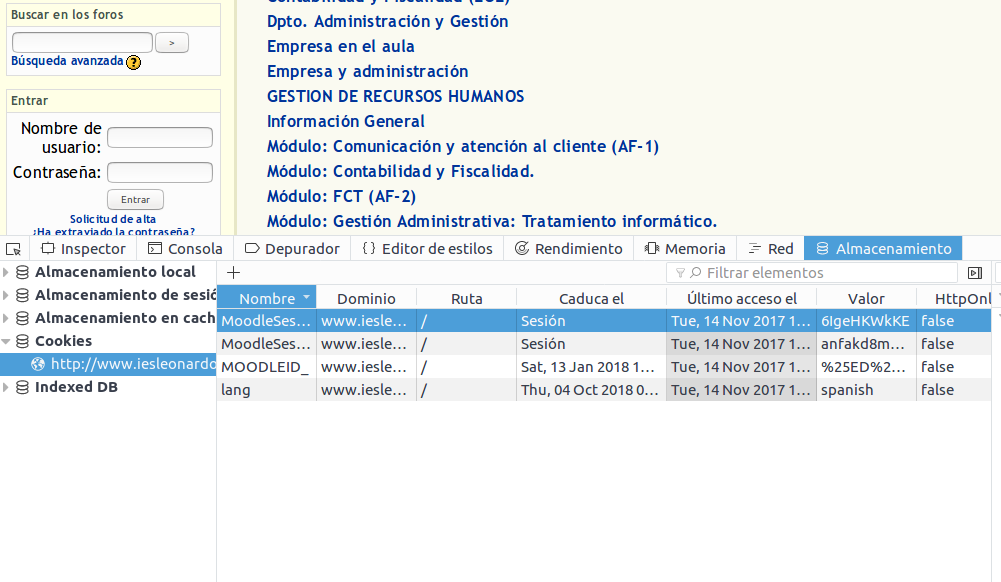 Buscar en los foros
>
Búsqueda avanzada ?
Entrar
Nombre de
usuario:
Contraseña:
Entrar
Solicitud de alta
¿Ha extraviado la contraseña?
Dpto. Administración y Gestión
Empresa en el aula
Empresa y administración
GESTION DE RECURSOS HUMANOS
Información General
Módulo: Comunicación y atención al cliente (AF-1)
Módulo: Contabilidad y Fiscalidad.
Módulo: FCT (AF-2)
Módulo: Gestión Administrativa: Tratamiento informático.
Inspector Consola Depurador {} Editor de estilos Rendimiento Memoria Red Almacenamiento
Almacenamiento local
Almacenamiento de sesió
Almacenamiento en cach
Cookies
http://www.iesleonardo
Indexed DB
+ Filtrar elementos
Nombre Dominio Ruta Caduca el Último acceso el Valor HttpOnl
MoodleSes... www.iesle... / Sesión Tue, 14 Nov 2017 1... 6IgeHKWkKE false
MoodleSes... www.iesle... / Sesión Tue, 14 Nov 2017 1... anfakd8m... false
MOODLEID_ www.iesle... / Sat, 13 Jan 2018 1... Tue, 14 Nov 2017 1... %25ED%2... false
lang www.iesle... / Thu, 04 Oct 2018 0... Tue, 14 Nov 2017 1... spanish false